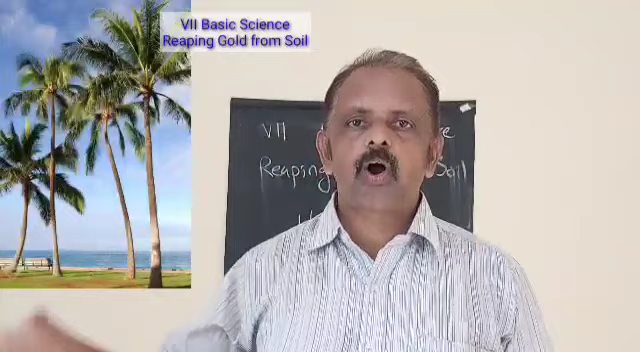 VII Basic Science
Reaping Gold from Soil
VII
Reaping Soil